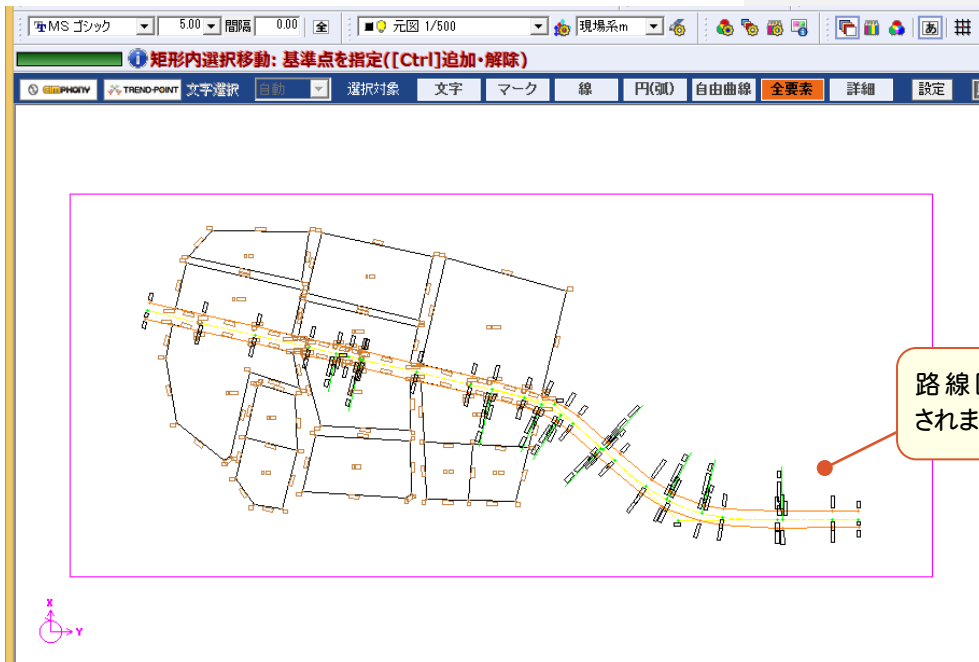 MS ゴシック 5.00 間隔 0.00 全 元図 1/500 現場系m あ
矩形内選択移動: 基準点を指定([Ctrl]追加・解除)
TREND-POINT 文字選択 自動 選択対象 文字 マーク 線 円(弧) 自由曲線 全要素 詳細 設定
路線
されま
X
Y